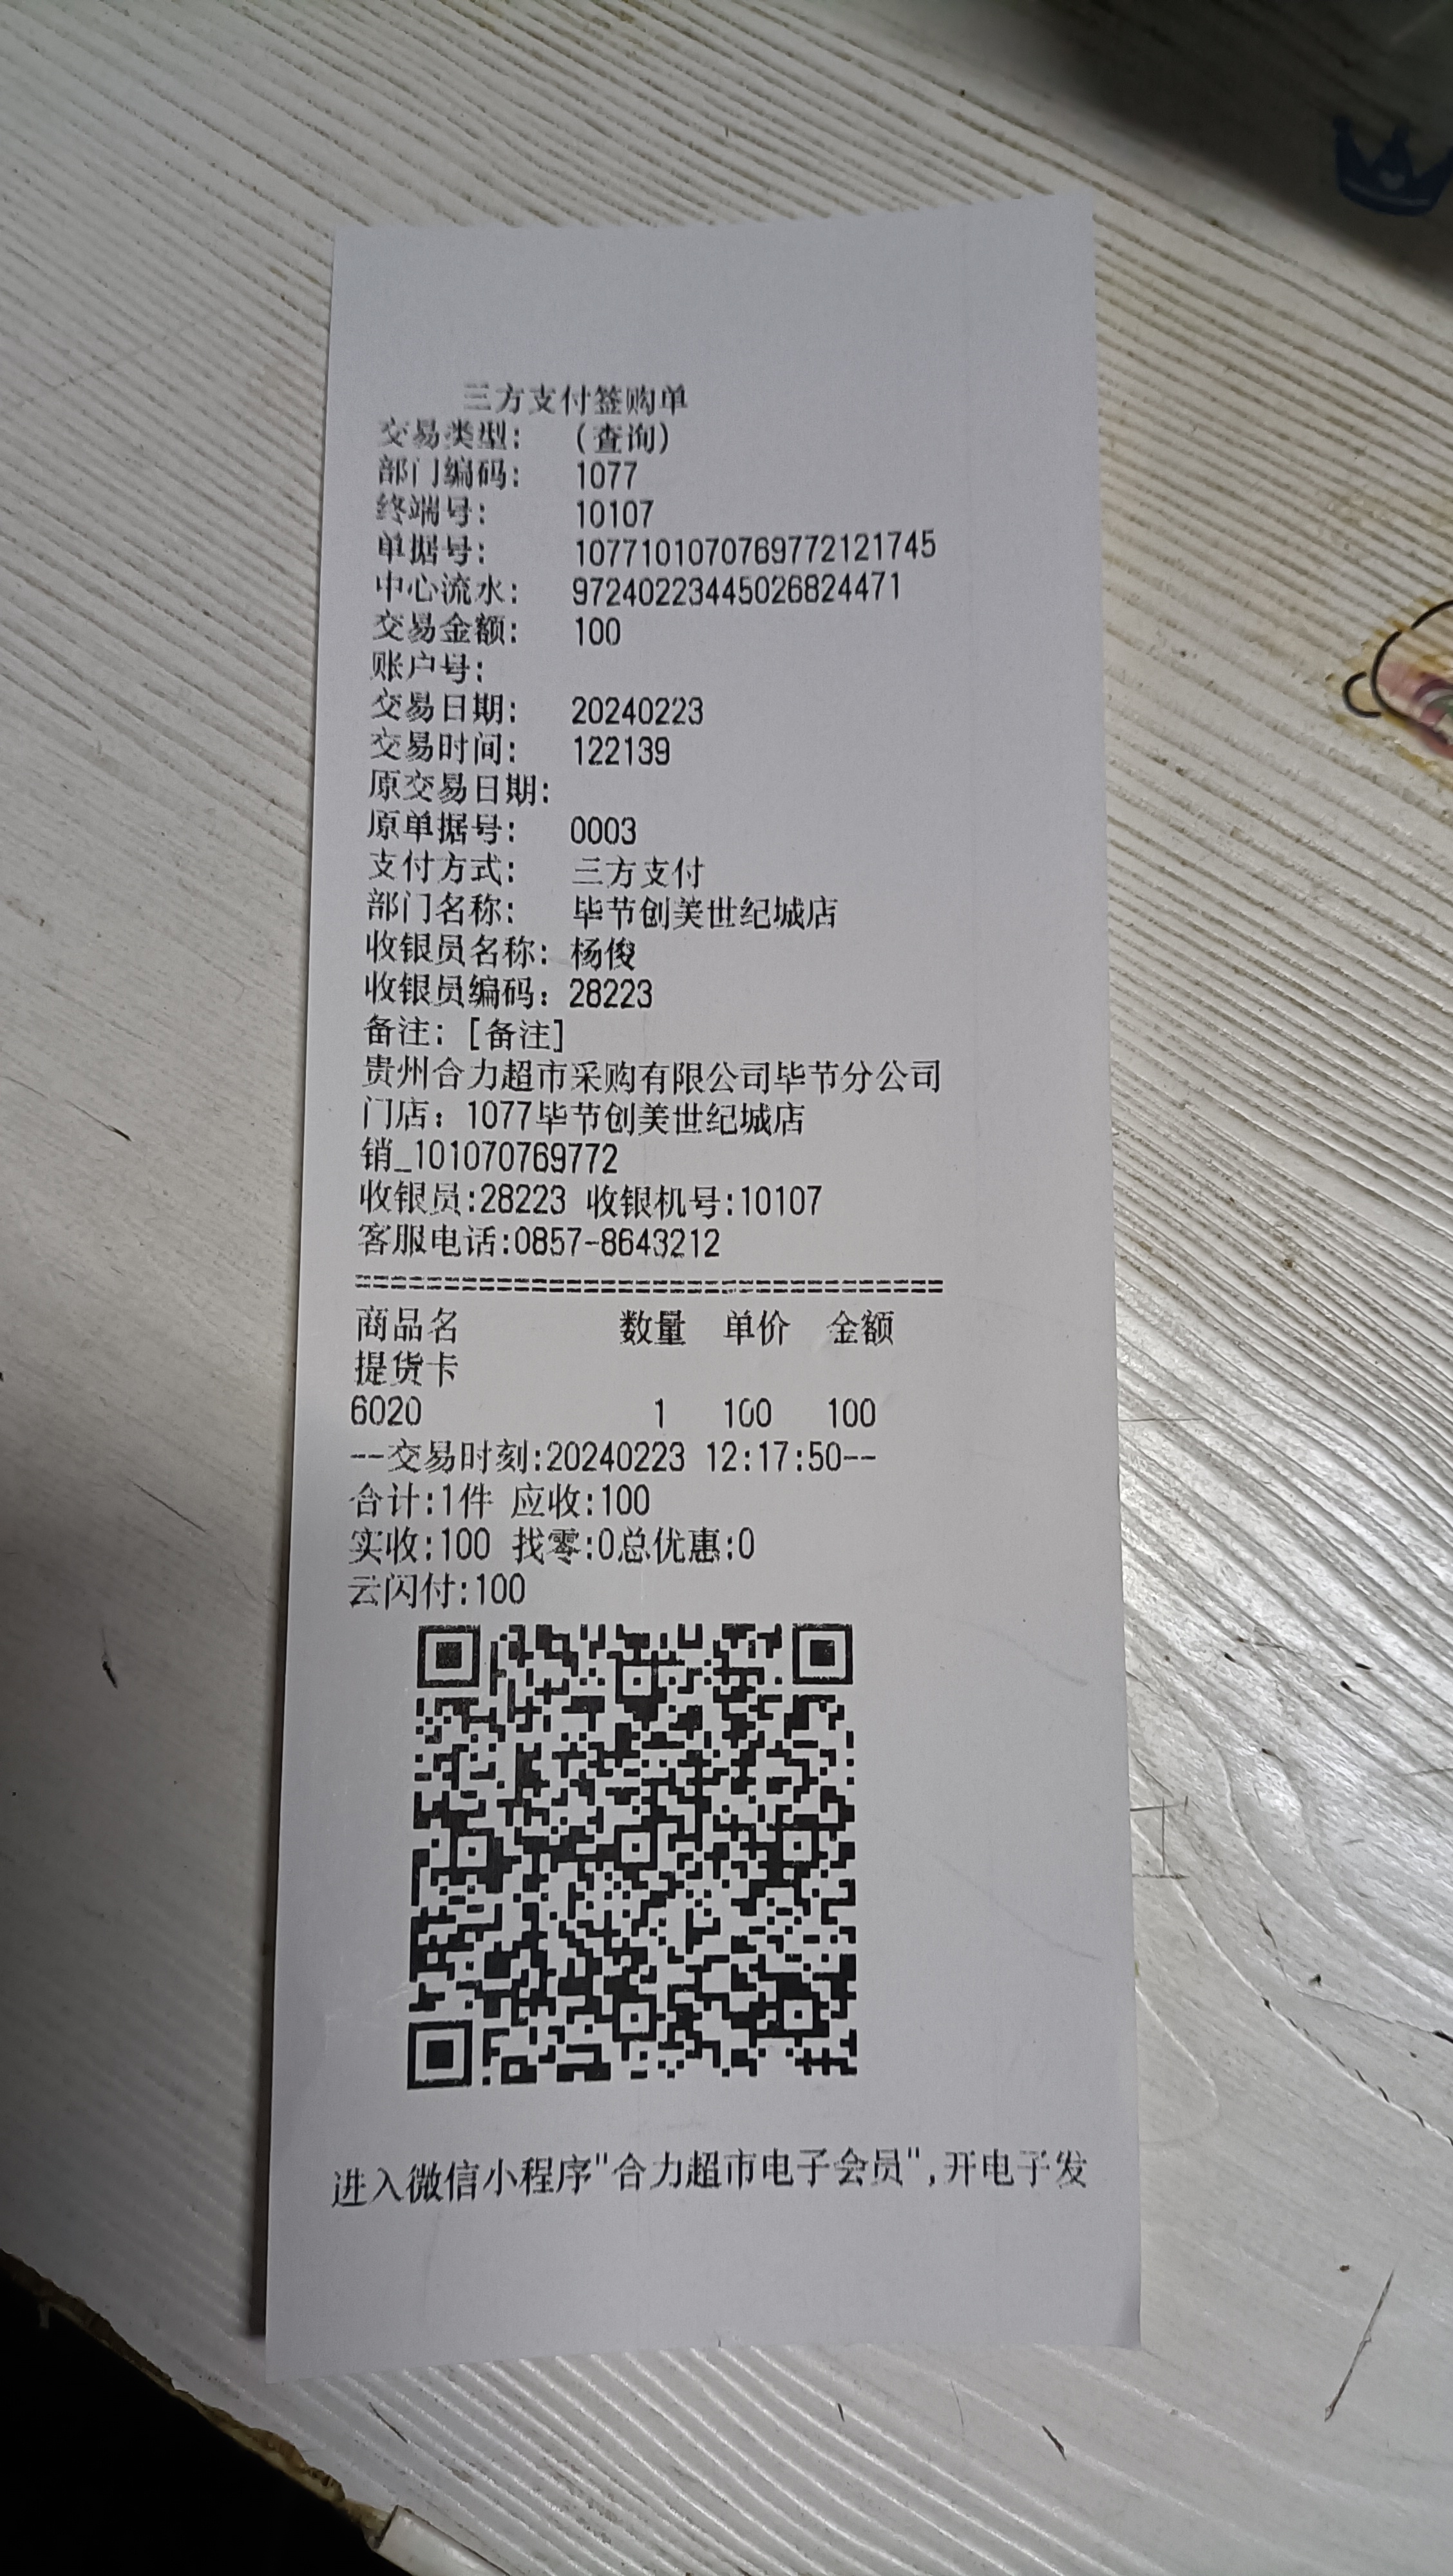 三方支付签购单
交易类型: (查询)
部门编码: 1077
终端号: 10107
单据号: 1077101070769772121745
中心流水: 97240223445026824471
交易金额: 100
账户号:
交易日期: 20240223
交易时间: 122139
原交易日期:
原单据号: 0003
支付方式: 三方支付
部门名称: 毕节创美世纪城店
收银员名称: 杨俊
收银员编码: 28223
备注: [备注]
贵州合力超市采购有限公司毕节分公司
门店: 1077毕节创美世纪城店
销_101070769772
收银员:28223 收银机号:10107
客服电话:0857-8643212
==================================
商品名 数量 单价 金额
提货卡
6020 1 100 100
--交易时刻:20240223 12:17:50--
合计:1件 应收:100
实收:100 找零:0总优惠:0
云闪付:100
进入微信小程序"合力超市电子会员",开电子发